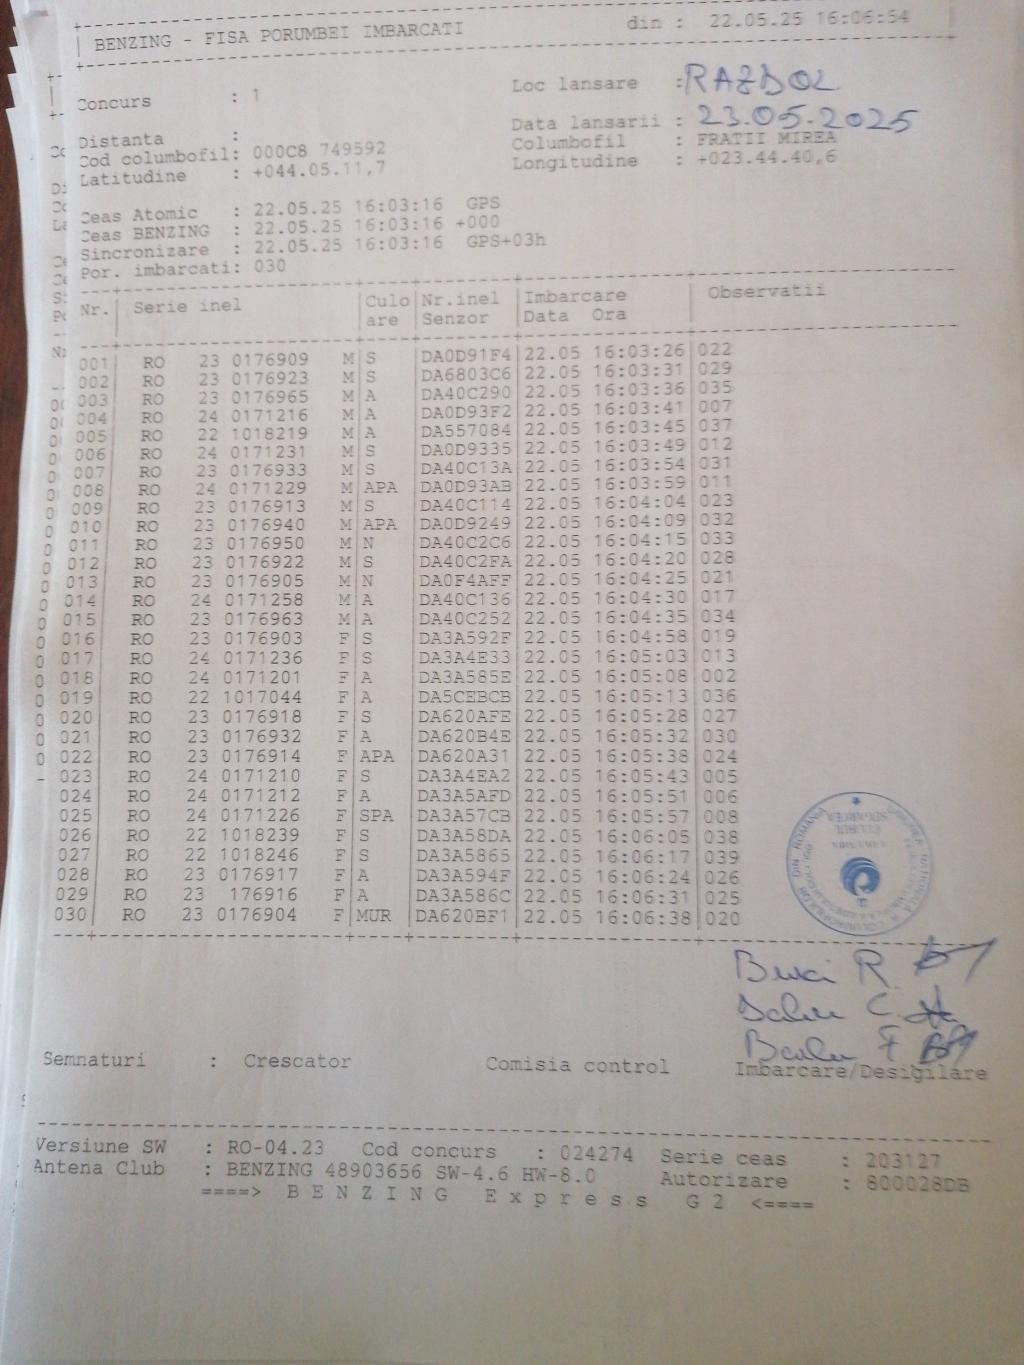 BENZING - FISA PORUMBEI IMBARCATI din : 22.05.25 16:06:54
Concurs : 1 Loc lansare : RAZBOL
Distanta : Data lansarii : 23.05.2025
Cod columbofil: 000C8 749592 Columbofil : FRATII MIREA
Latitudine : +044.05.11,7 Longitudine : +023.44.40,6
Ceas Atomic : 22.05.25 16:03:16 GPS
Ceas BENZING : 22.05.25 16:03:16 +000
Sincronizare : 22.05.25 16:03:16 GPS+03h
Por. imbarcati: 030
Nr. Serie inel Culo Nr.inel Imbarcare Observatii
are Senzor Data Ora
001 RO 23 0176909 M S DA0D91F4 22.05 16:03:26 022
002 RO 23 0176923 M S DA6803C6 22.05 16:03:31 029
003 RO 23 0176965 M A DA40C290 22.05 16:03:36 035
004 RO 24 0171216 M A DA0D93F2 22.05 16:03:41 007
005 RO 22 1018219 M A DA557084 22.05 16:03:45 037
006 RO 24 0171231 M S DA0D9335 22.05 16:03:49 012
007 RO 23 0176933 M S DA40C13A 22.05 16:03:54 031
008 RO 24 0171229 M APA DA0D93AB 22.05 16:03:59 011
009 RO 23 0176913 M S DA40C114 22.05 16:04:04 023
010 RO 23 0176940 M APA DA0D9249 22.05 16:04:09 032
011 RO 23 0176950 M N DA40C2C6 22.05 16:04:15 033
012 RO 23 0176922 M S DA40C2FA 22.05 16:04:20 028
013 RO 23 0176905 M N DA0F4AFF 22.05 16:04:25 021
014 RO 24 0171258 M A DA40C136 22.05 16:04:30 017
015 RO 23 0176963 M A DA40C252 22.05 16:04:35 034
016 RO 23 0176903 F S DA3A592F 22.05 16:04:58 019
017 RO 24 0171236 F S DA3A4E33 22.05 16:05:03 013
018 RO 24 0171201 F A DA3A585E 22.05 16:05:08 002
019 RO 22 1017044 F A DA5CEBCB 22.05 16:05:13 036
020 RO 23 0176918 F S DA620AFE 22.05 16:05:28 027
021 RO 23 0176932 F A DA620B4E 22.05 16:05:32 030
022 RO 23 0176914 F APA DA620A31 22.05 16:05:38 024
023 RO 24 0171210 F S DA3A4EA2 22.05 16:05:43 005
024 RO 24 0171212 F A DA3A5AFD 22.05 16:05:51 006
025 RO 24 0171226 F SPA DA3A57CB 22.05 16:05:57 008
026 RO 22 1018239 F S DA3A58DA 22.05 16:06:05 038
027 RO 22 1018246 F S DA3A5865 22.05 16:06:17 039
028 RO 23 0176917 F A DA3A594F 22.05 16:06:24 026
029 RO 23 176916 F A DA3A586C 22.05 16:06:31 025
030 RO 23 0176904 F MUR DA620BF1 22.05 16:06:38 020
Semnaturi : Crescator Comisia control Imbarcare/Desigilare
Versiune SW : RO-04.23 Cod concurs : 024274 Serie ceas : 203127
Antena Club : BENZING 48903656 SW-4.6 HW-8.0 Autorizare : 800028DB
====> B E N Z I N G E x p r e s s G 2 <====